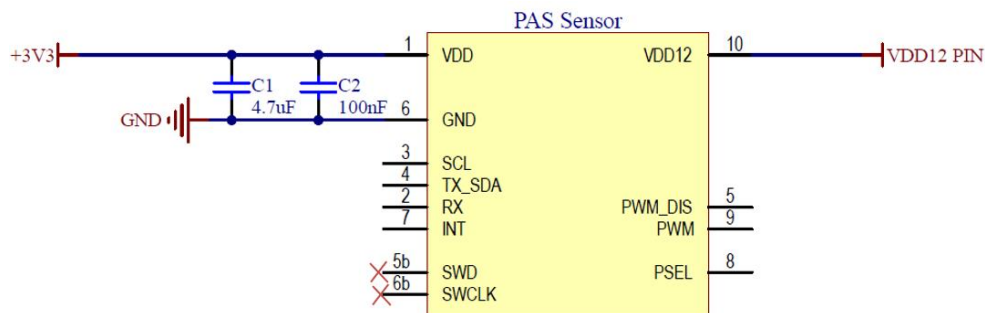 PAS Sensor
+3V3
1
VDD
VDD12
10
VDD12 PIN
C1
4.7uF
C2
100nF
GND
6
GND
3
SCL
4
TX_SDA
2
RX
PWM_DIS
5
7
INT
PWM
9
5b
SWD
PSEL
8
6b
SWCLK